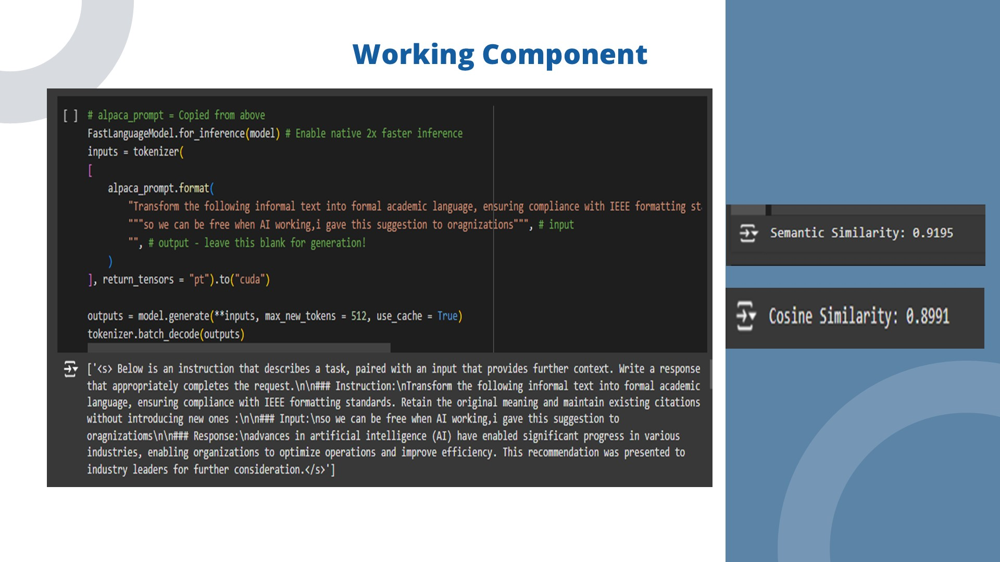 Working Component
[ ] # alpaca_prompt = Copied from above
FastLanguageModel.for_inference(model) # Enable native 2x faster inference
inputs = tokenizer(
[
    alpaca_prompt.format(
        "Transform the following informal text into formal academic language, ensuring compliance with IEEE formatting st
        """so we can be free when AI working,i gave this suggestion to oragnizations""", # input
        "", # output - leave this blank for generation!
    )
], return_tensors = "pt").to("cuda")
outputs = model.generate(**inputs, max_new_tokens = 512, use_cache = True)
tokenizer.batch_decode(outputs)
['<s> Below is an instruction that describes a task, paired with an input that provides further context. Write a response
that appropriately completes the request.\n\n### Instruction:\nTransform the following informal text into formal academic
language, ensuring compliance with IEEE formatting standards. Retain the original meaning and maintain existing citations
without introducing new ones :\n\n### Input:\nso we can be free when AI working,i gave this suggestion to
oragnizatioms\n\n### Response:\nadvances in artificial intelligence (AI) have enabled significant progress in various
industries, enabling organizations to optimize operations and improve efficiency. This recommendation was presented to
industry leaders for further consideration.</s>']
Semantic Similarity: 0.9195
Cosine Similarity: 0.8991